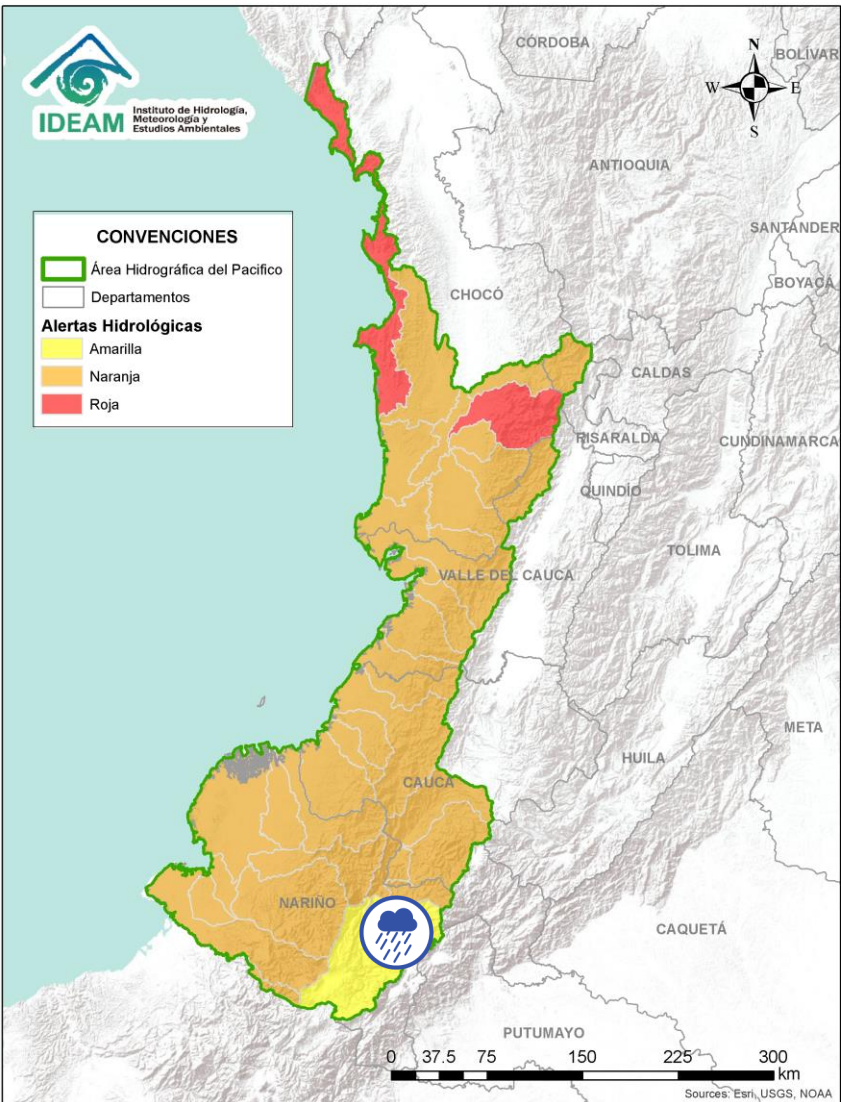 IDEAM
Instituto de Hidrología,
Meteorología y
Estudios Ambientales
N
W
E
S
CONVENCIONES
Área Hidrográfica del Pacifico
Departamentos
Alertas Hidrológicas
Amarilla
Naranja
Roja
CÓRDOBA
BOLIVAR
ANTIOQUIA
SANTANDER
BOYACÁ
CHOCÓ
CALDAS
RISARALDA
CUNDINAMARCA
QUINDÍO
TOLIMA
VALLE DEL CAUCA
META
HUILA
CAUCA
NARIÑO
CAQUETÁ
PUTUMAYO
0 37.5 75 150 225 300
km
Sources: Esri, USGS, NOAA